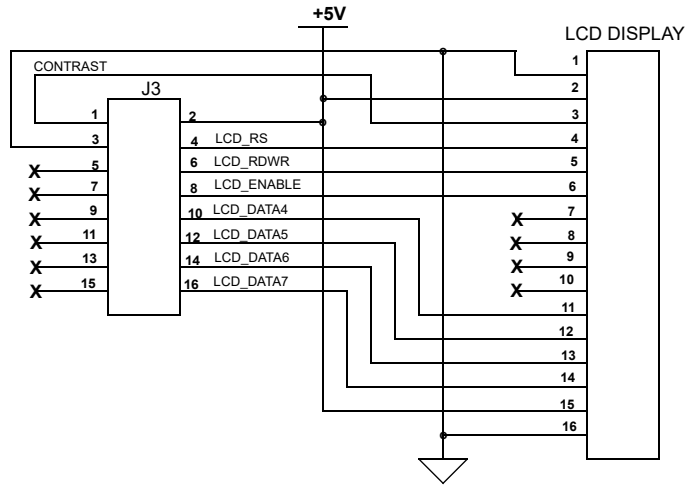 +5V
LCD DISPLAY
CONTRAST
J3
1
2
3
4 LCD_RS
5
6 LCD_RDWR
7
8 LCD_ENABLE
9
10 LCD_DATA4
11
12 LCD_DATA5
13
14 LCD_DATA6
15
16 LCD_DATA7
X
X
X
X
X
X
1
2
3
4
5
6
X 7
X 8
X 9
X 10
11
12
13
14
15
16